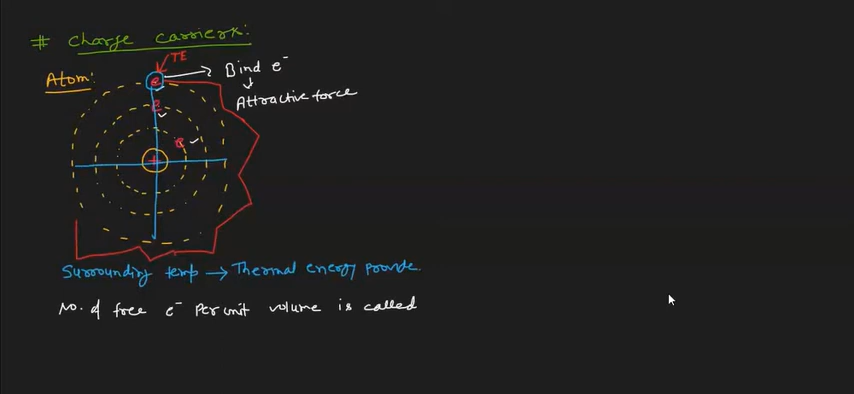 # Charge carriers:
TE
Atom:
Bind e⁻
Attractive force
e
e
e
+
Surrounding temp → Thermal energy provide.
No. of free e⁻ per unit volume is called